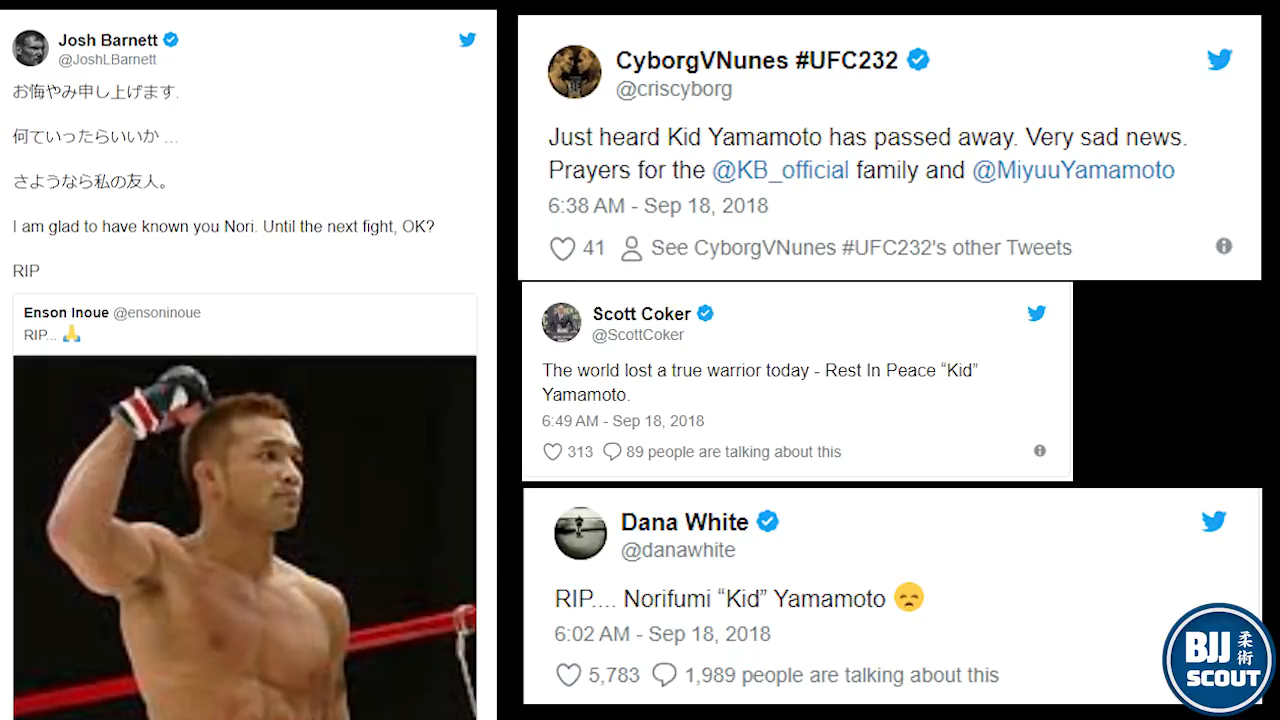 Josh Barnett
@JoshLBarnett
お悔やみ申し上げます.
何ていったらいいか ...
さようなら私の友人。
I am glad to have known you Nori. Until the next fight, OK?
RIP
Enson Inoue @ensoninoue
RIP... 🙏
CyborgVNunes #UFC232
@criscyborg
Just heard Kid Yamamoto has passed away. Very sad news.
Prayers for the @KB_official family and @MiyuuYamamoto
6:38 AM - Sep 18, 2018
41 See CyborgVNunes #UFC232's other Tweets
Scott Coker
@ScottCoker
The world lost a true warrior today - Rest In Peace “Kid”
Yamamoto.
6:49 AM - Sep 18, 2018
313 89 people are talking about this
Dana White
@danawhite
RIP.... Norifumi “Kid” Yamamoto 😞
6:02 AM - Sep 18, 2018
5,783 1,989 people are talking about this
BJJ 柔術
SCOUT